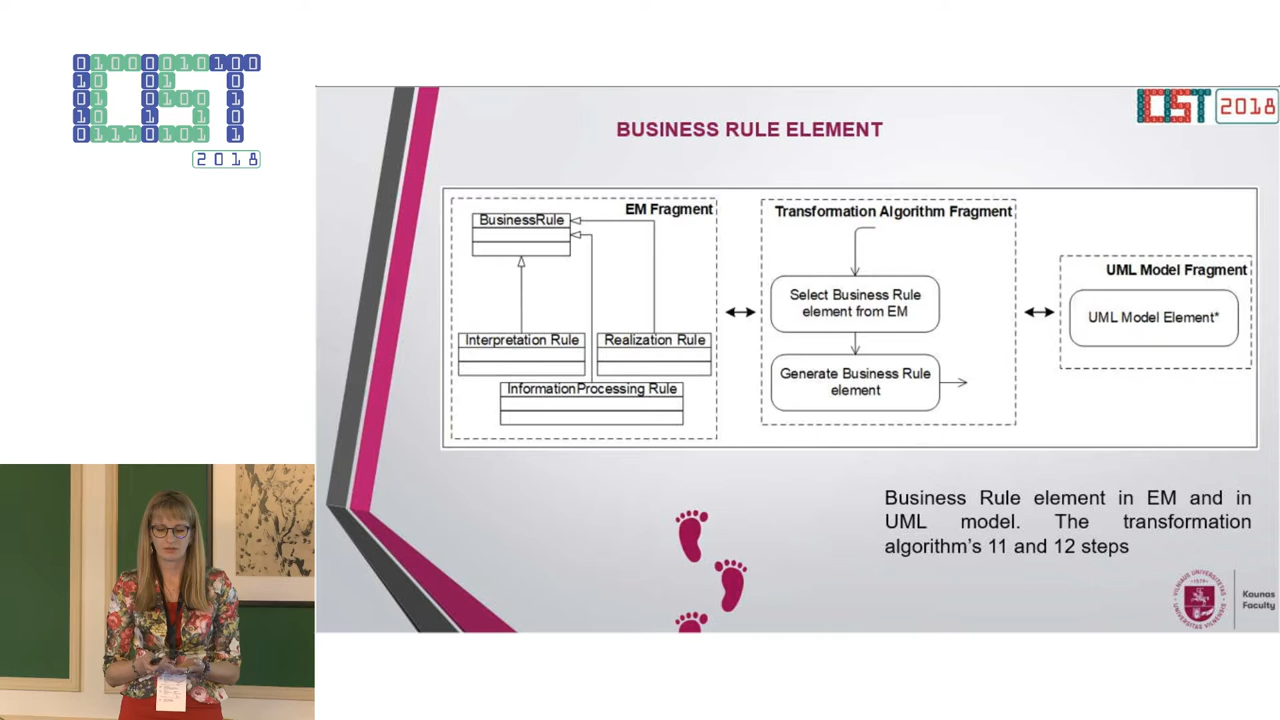 2018
2018
BUSINESS RULE ELEMENT
EM Fragment
BusinessRule
Interpretation Rule
Realization Rule
InformationProcessing Rule
Transformation Algorithm Fragment
Select Business Rule
element from EM
Generate Business Rule
element
UML Model Fragment
UML Model Element*
Business Rule element in EM and in
UML model. The transformation
algorithm's 11 and 12 steps
Kaunas
Faculty